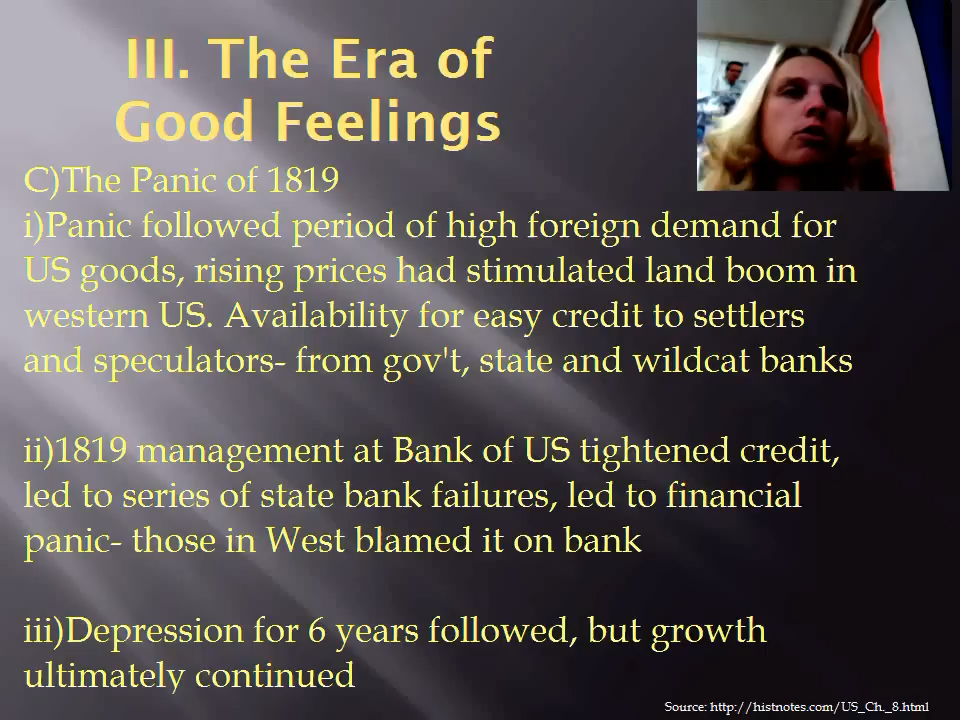 III. The Era of
Good Feelings
C)The Panic of 1819
i)Panic followed period of high foreign demand for
US goods, rising prices had stimulated land boom in
western US. Availability for easy credit to settlers
and speculators- from gov't, state and wildcat banks
ii)1819 management at Bank of US tightened credit,
led to series of state bank failures, led to financial
panic- those in West blamed it on bank
iii)Depression for 6 years followed, but growth
ultimately continued
Source: http://histnotes.com/US_Ch._8.html